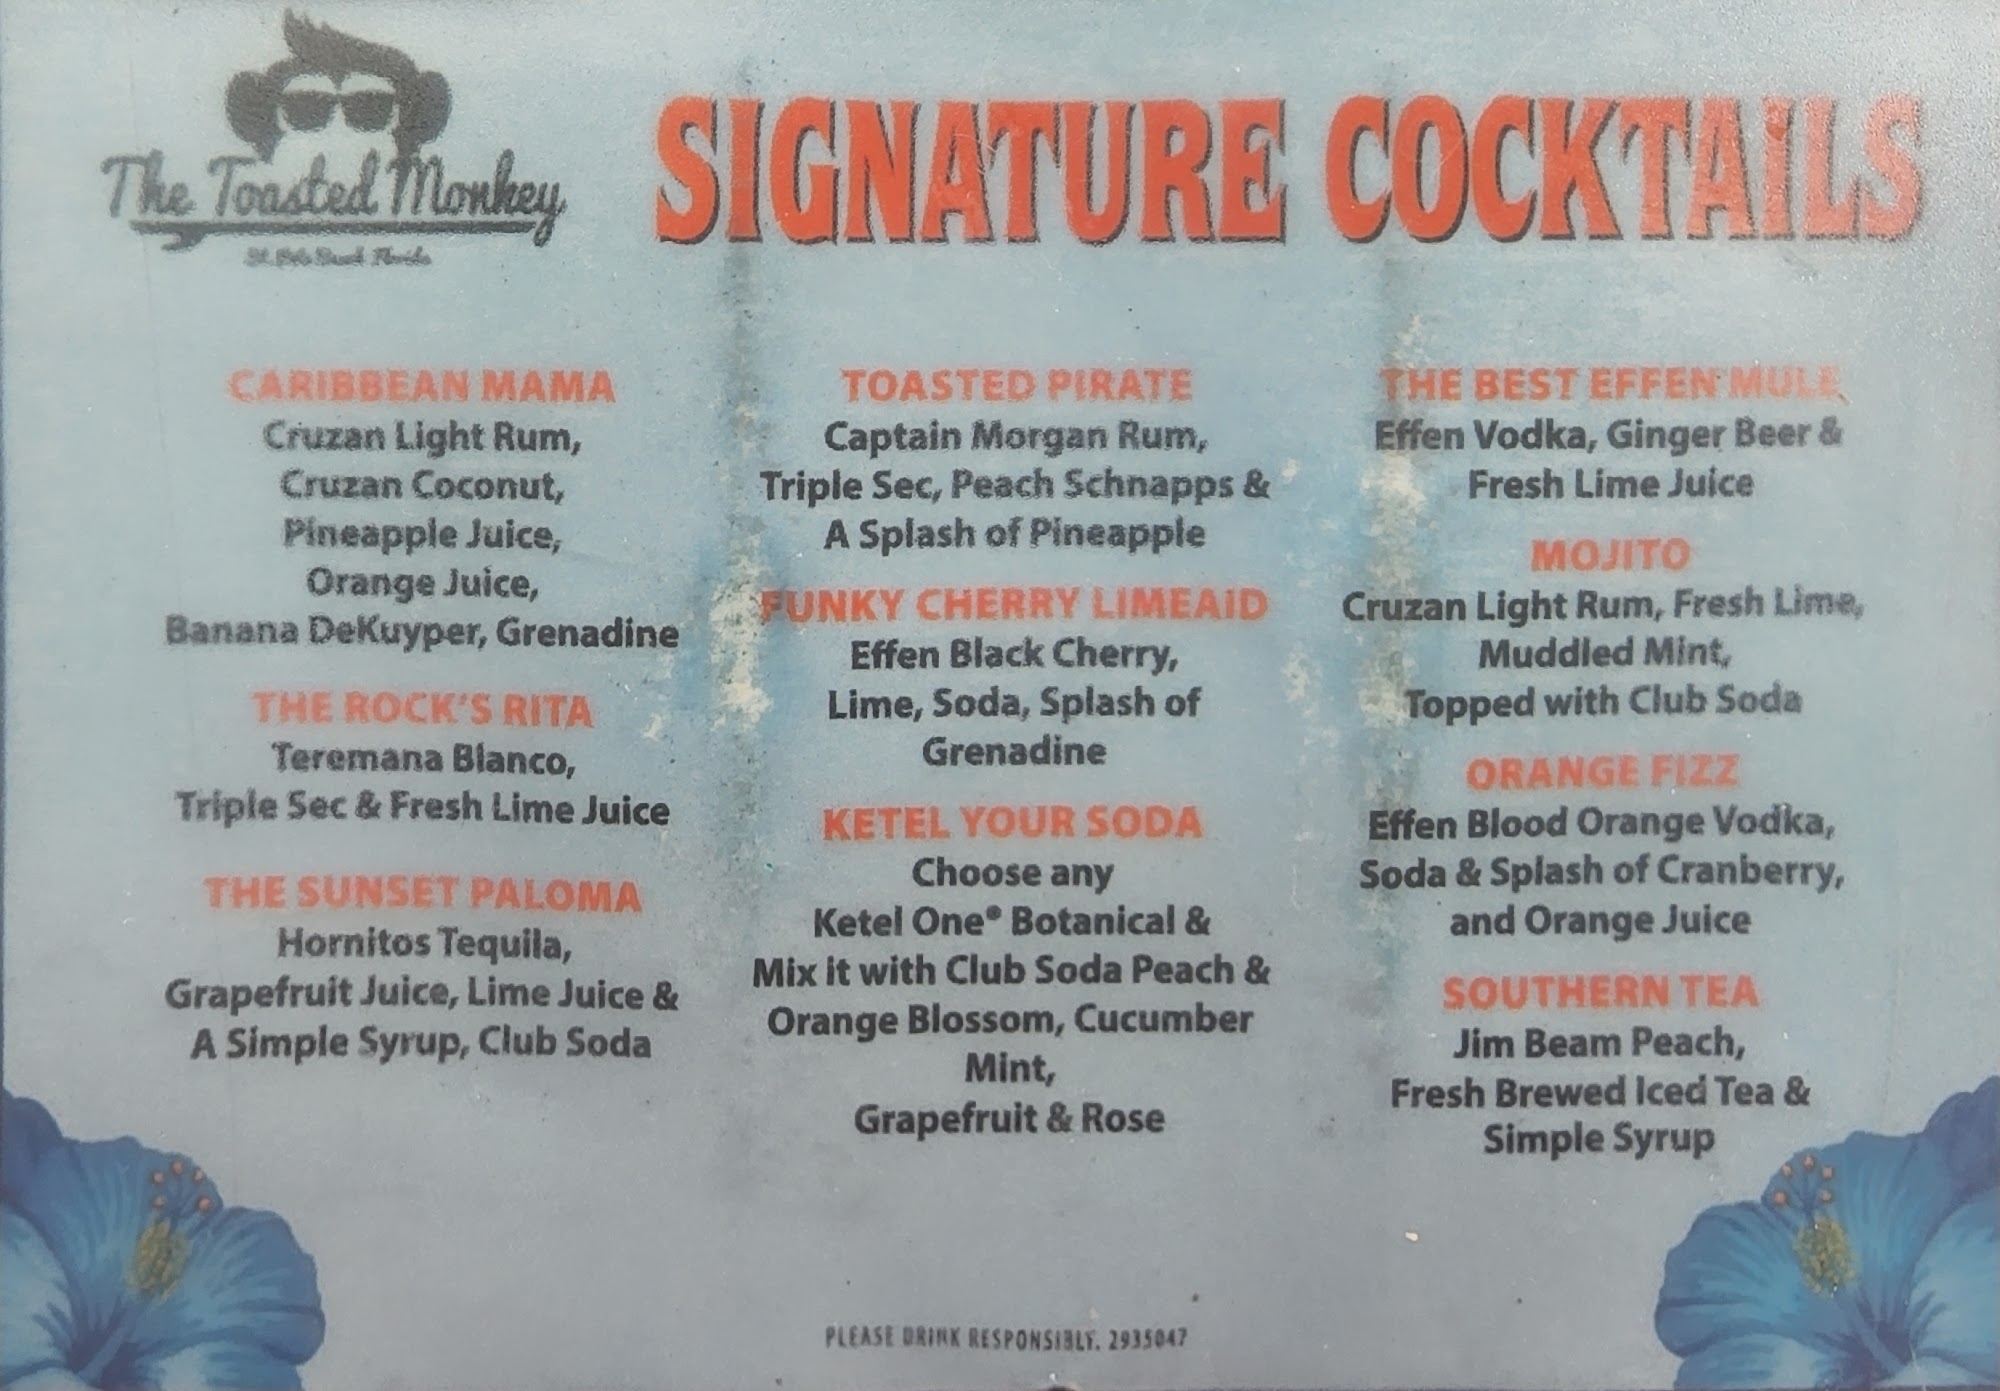 The Toasted Monkey
St. Pete Beach, Florida
SIGNATURE COCKTAILS
CARIBBEAN MAMA
Cruzan Light Rum,
Cruzan Coconut,
Pineapple Juice,
Orange Juice,
Banana DeKuyper, Grenadine
THE ROCK'S RITA
Teremana Blanco,
Triple Sec & Fresh Lime Juice
THE SUNSET PALOMA
Hornitos Tequila,
Grapefruit Juice, Lime Juice &
A Simple Syrup, Club Soda
TOASTED PIRATE
Captain Morgan Rum,
Triple Sec, Peach Schnapps &
A Splash of Pineapple
FUNKY CHERRY LIMEAID
Effen Black Cherry,
Lime, Soda, Splash of
Grenadine
KETEL YOUR SODA
Choose any
Ketel One® Botanical &
Mix it with Club Soda Peach &
Orange Blossom, Cucumber
Mint,
Grapefruit & Rose
THE BEST EFFEN MULE
Effen Vodka, Ginger Beer &
Fresh Lime Juice
MOJITO
Cruzan Light Rum, Fresh Lime,
Muddled Mint,
Topped with Club Soda
ORANGE FIZZ
Effen Blood Orange Vodka,
Soda & Splash of Cranberry,
and Orange Juice
SOUTHERN TEA
Jim Beam Peach,
Fresh Brewed Iced Tea &
Simple Syrup
PLEASE DRINK RESPONSIBLY. 2935047